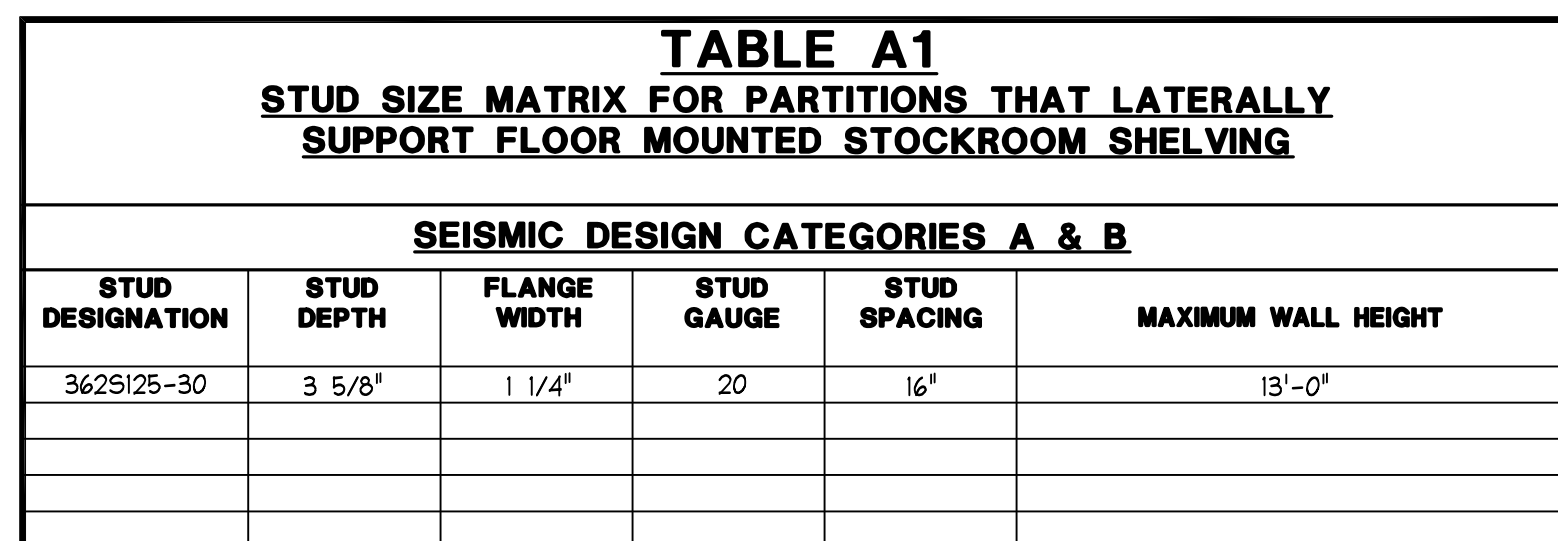 TABLE A1
STUD SIZE MATRIX FOR PARTITIONS THAT LATERALLY
SUPPORT FLOOR MOUNTED STOCKROOM SHELVING
SEISMIC DESIGN CATEGORIES A & B
STUD DESIGNATION STUD DEPTH FLANGE WIDTH STUD GAUGE STUD SPACING MAXIMUM WALL HEIGHT
362S125-30 3 5/8" 1 1/4" 20 16" 13'-0"